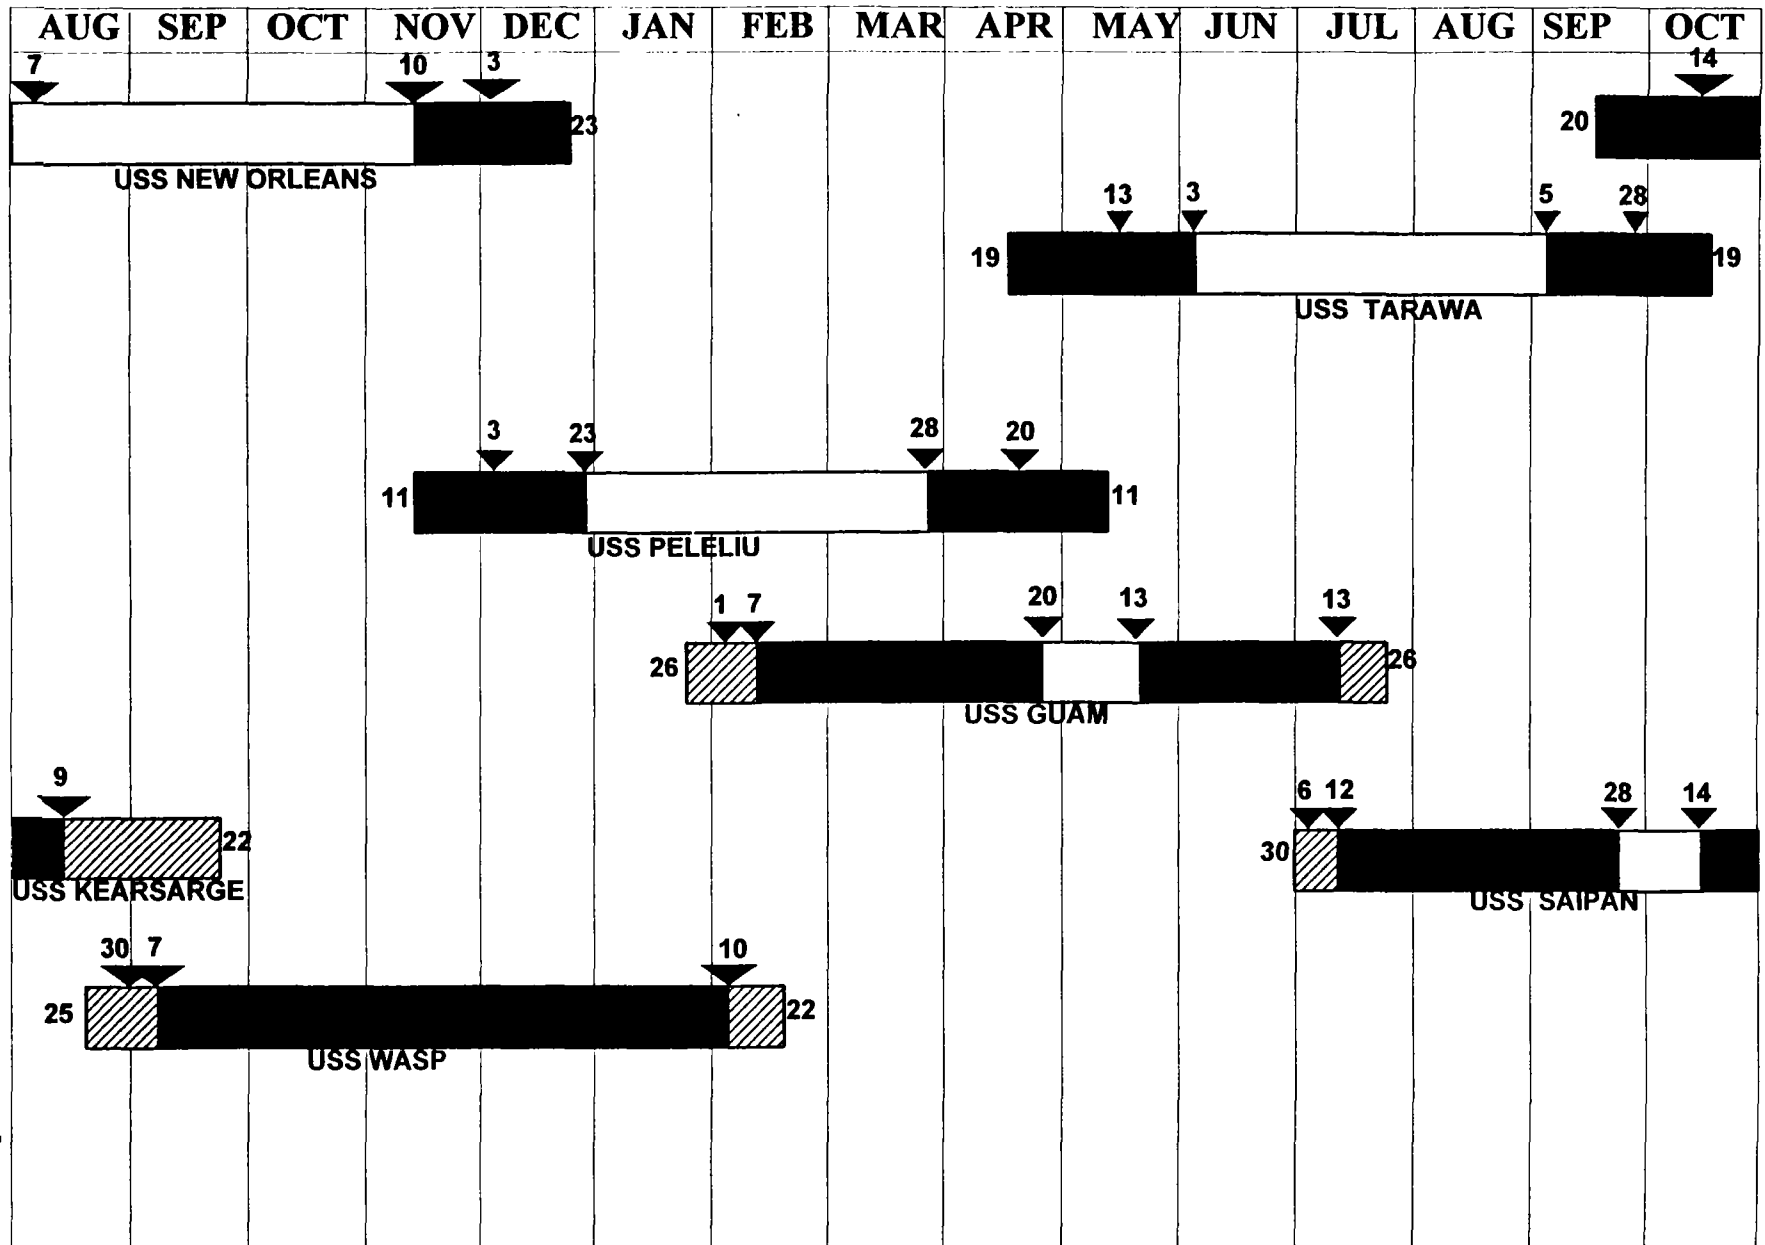 AUG SEP OCT NOV DEC JAN FEB MAR APR MAY JUN JUL AUG SEP OCT
7 10 3 14
23 20
USS NEW ORLEANS
13 3 5 28
19 19
USS TARAWA
3 23 28 20
11 11
USS PELELIU
1 7 20 13 13
26 26
USS GUAM
9 6 12 28 14
22 30
USS KEARSARGE USS SAIPAN
30 7 10
25 22
USS WASP